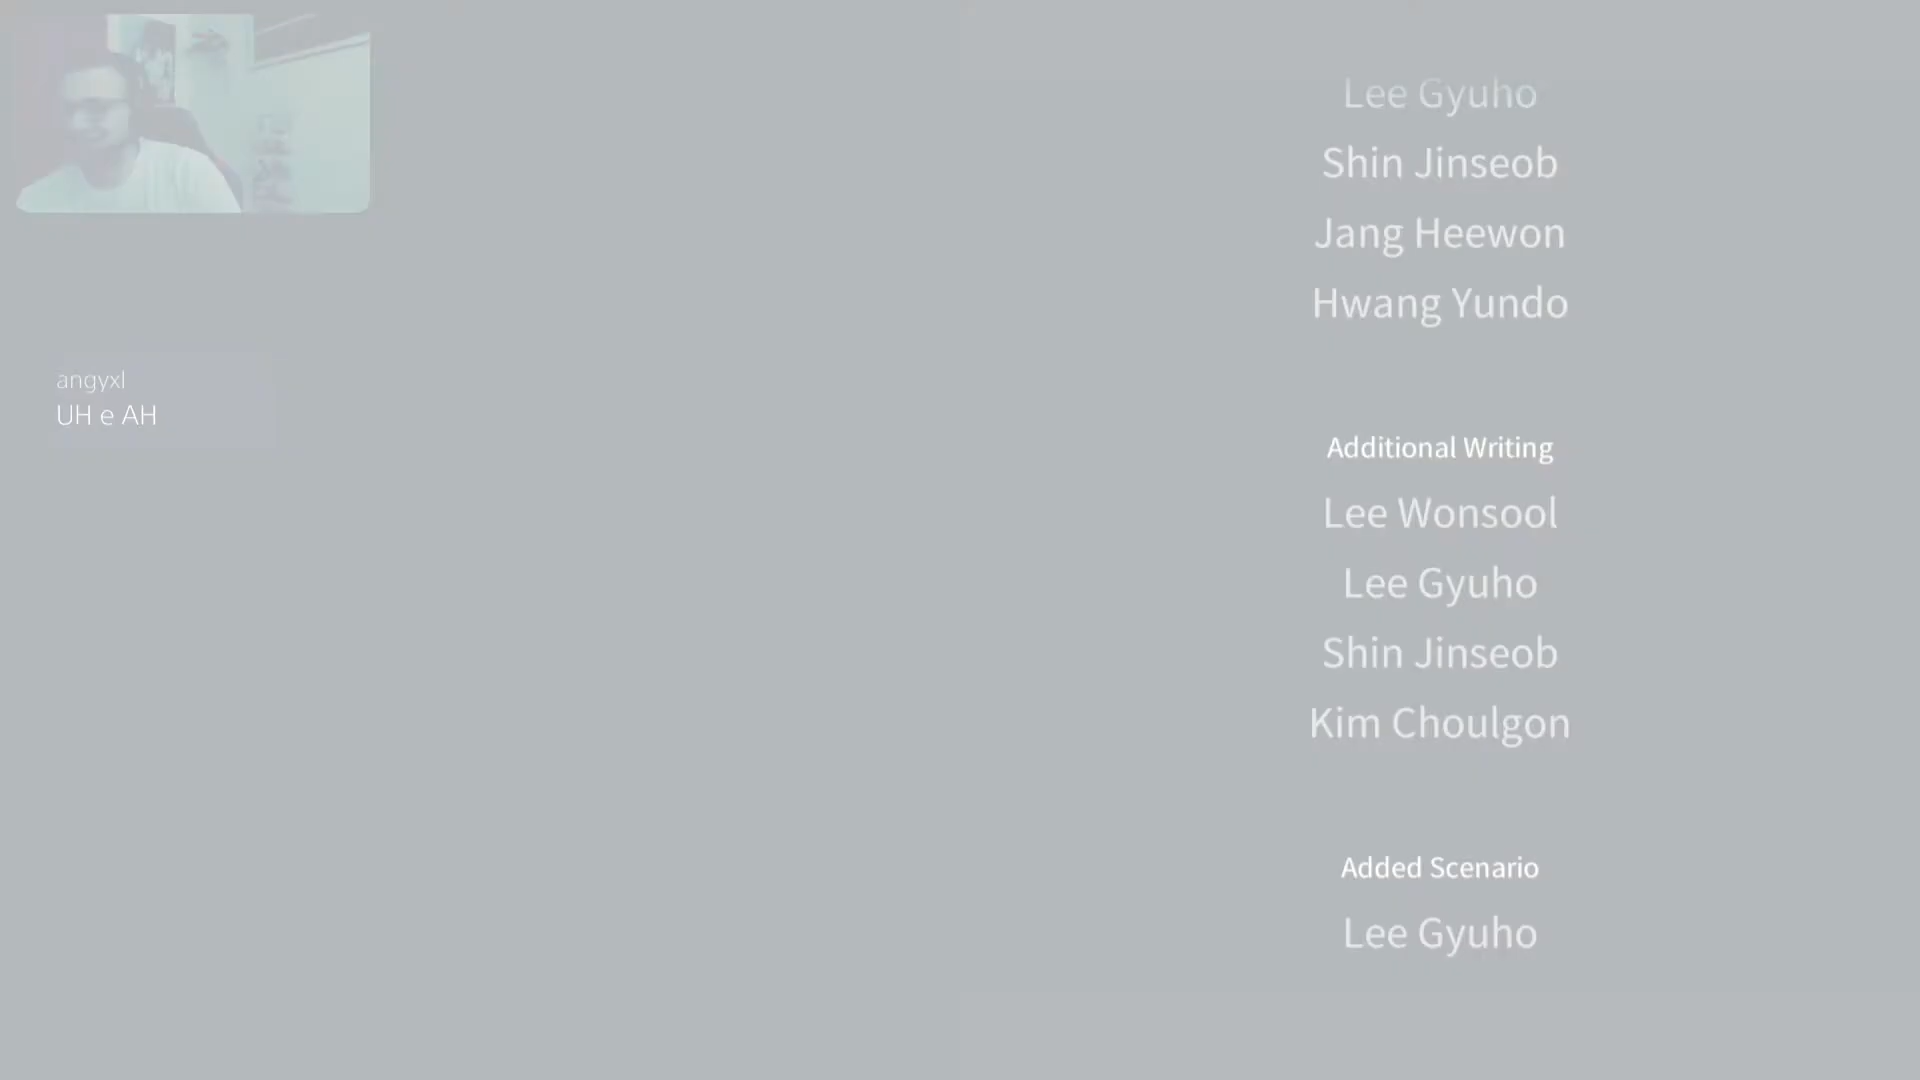 angyxl
UH e AH
Lee Gyuho
Shin Jinseob
Jang Heewon
Hwang Yundo
Additional Writing
Lee Wonsool
Lee Gyuho
Shin Jinseob
Kim Choulgon
Added Scenario
Lee Gyuho